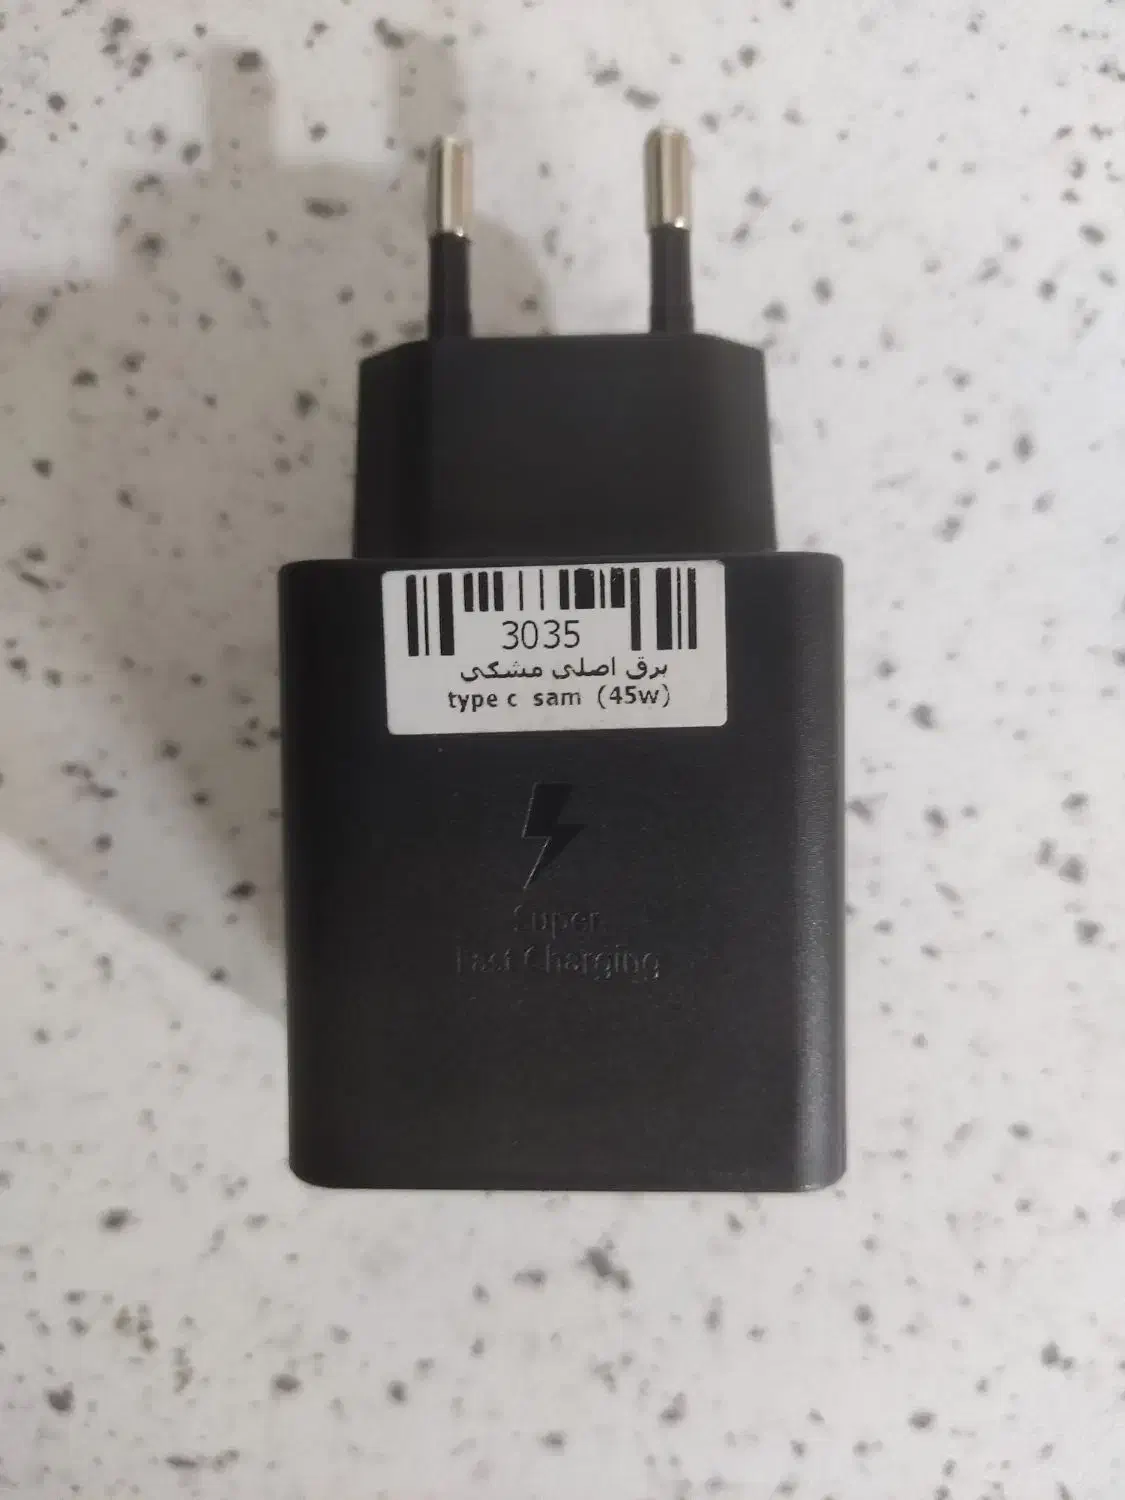 3035
برق اصلی مشکی
type c sam (45w)
Super
Fast Charging